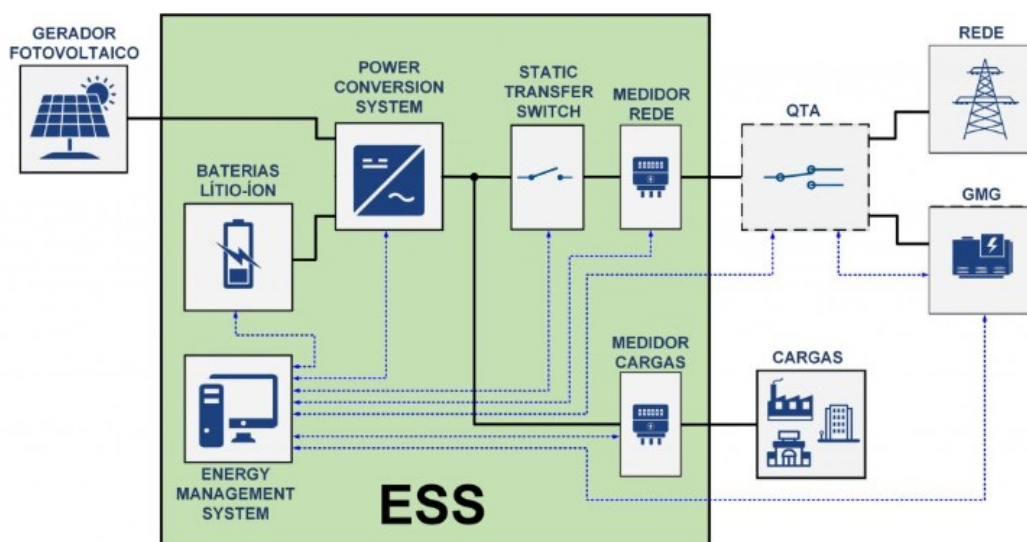 GERADOR
FOTOVOLTAICO
POWER
CONVERSION
SYSTEM
STATIC
TRANSFER
SWITCH
MEDIDOR
REDE
QTA
REDE
BATERIAS
LÍTIO-ÍON
GMG
MEDIDOR
CARGAS
CARGAS
ENERGY
MANAGEMENT
SYSTEM
ESS